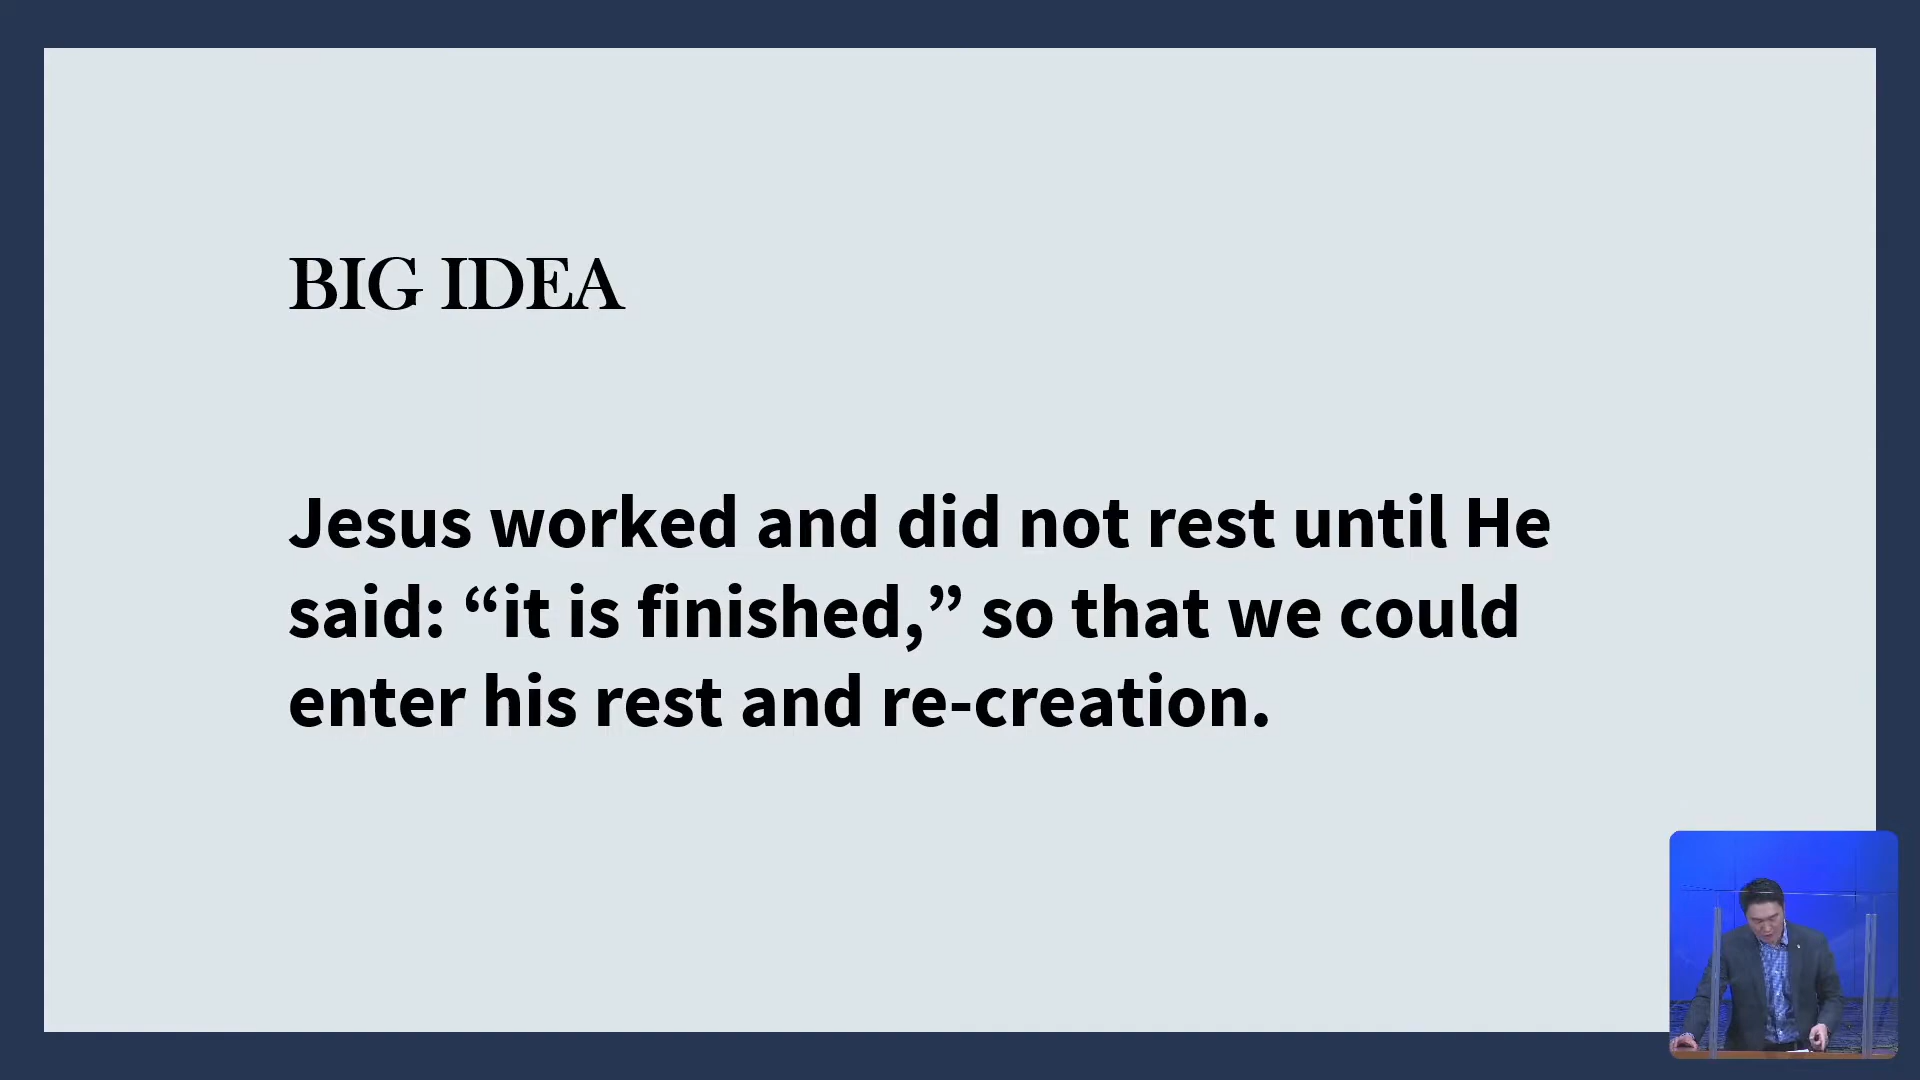 BIG IDEA
Jesus worked and did not rest until He
said: “it is finished,” so that we could
enter his rest and re-creation.